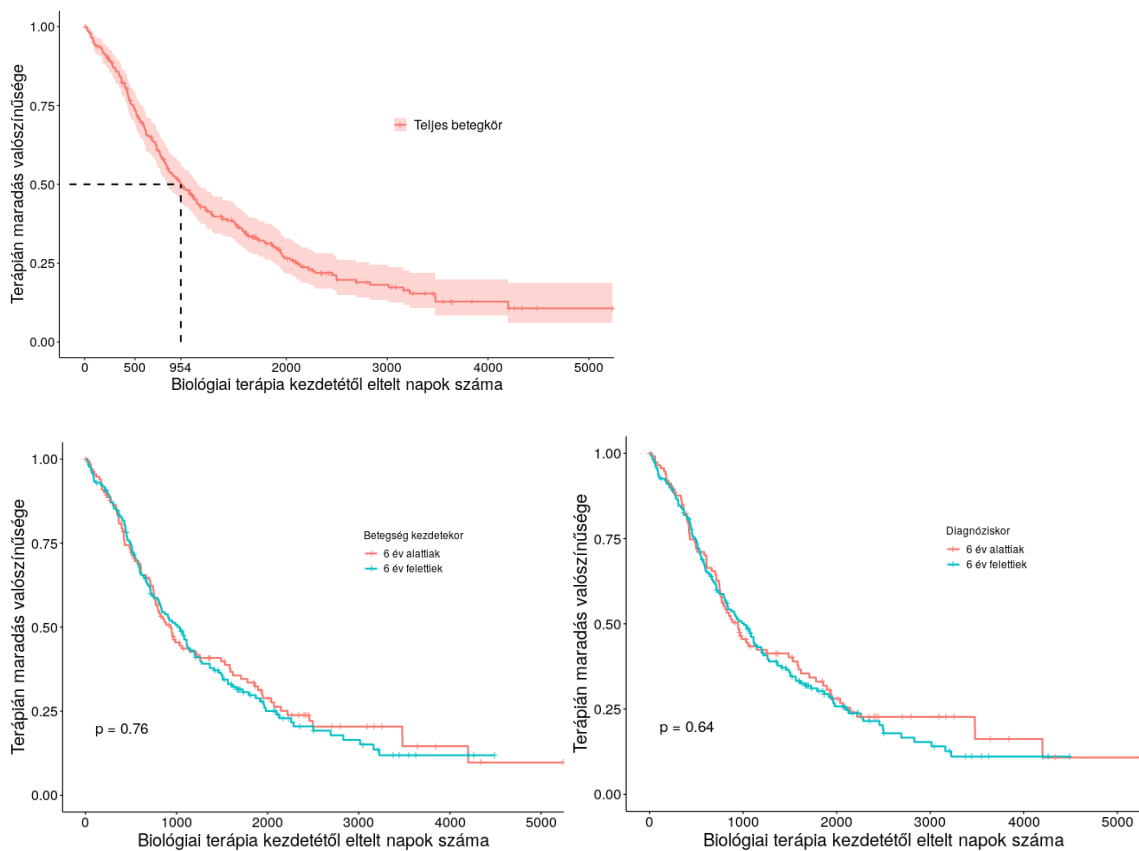 1.00
0.75
0.50
0.25
0.00
Terápián maradás valószínűsége
Teljes betegkör
0 500 954 2000 3000 4000 5000
Biológiai terápia kezdetétől eltelt napok száma
1.00
0.75
0.50
0.25
0.00
Terápián maradás valószínűsége
Betegség kezdetekor
6 év alattiak
6 év felettiek
p = 0.76
0 1000 2000 3000 4000 5000
Biológiai terápia kezdetétől eltelt napok száma
1.00
0.75
0.50
0.25
0.00
Terápián maradás valószínűsége
Diagnóziskor
6 év alattiak
6 év felettiek
p = 0.64
0 1000 2000 3000 4000 5000
Biológiai terápia kezdetétől eltelt napok száma